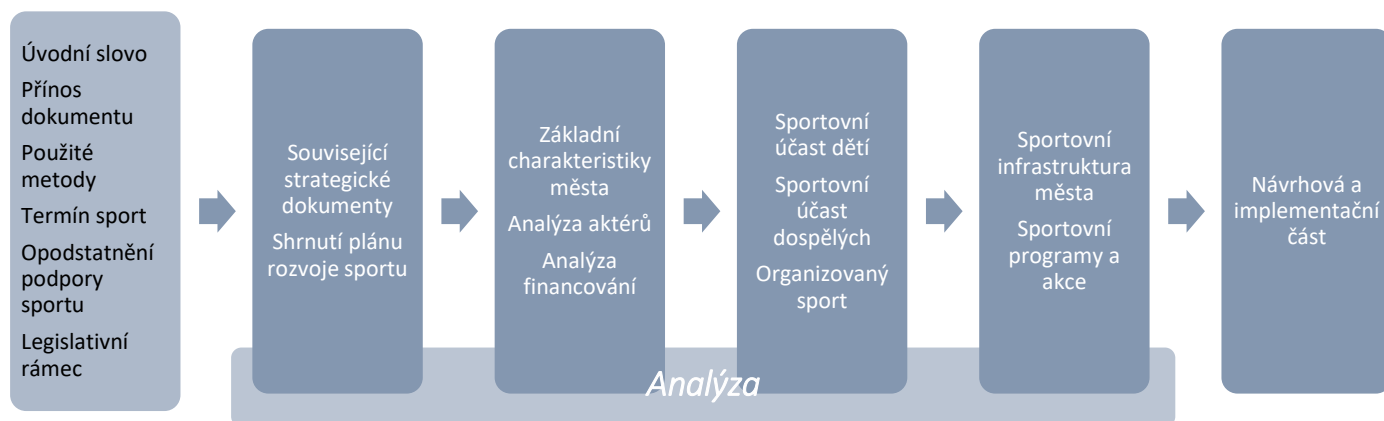 Úvodní slovo
Přínos
dokumentu
Použité
metody
Termín sport
Opodstatnění
podpory
sportu
Legislativní
rámec
Související
strategické
dokumenty
Shrnutí plánu
rozvoje sportu
Základní
charakteristiky
města
Analýza aktérů
Analýza
financování
Sportovní
účast dětí
Sportovní
účast
dospělých
Organizovaný
sport
Sportovní
infrastruktura
města
Sportovní
programy a
akce
Návrhová a
implementační
část
Analýza